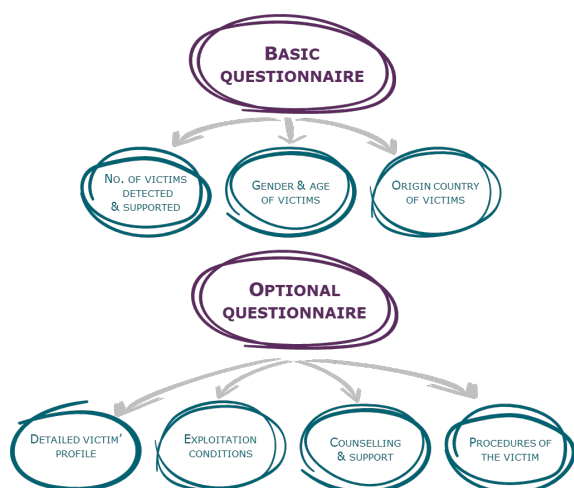 BASIC
QUESTIONNAIRE
NO. OF VICTIMS
DETECTED
& SUPPORTED
GENDER & AGE
OF VICTIMS
ORIGIN COUNTRY
OF VICTIMS
OPTIONAL
QUESTIONNAIRE
DETAILED VICTIM'
PROFILE
EXPLOITATION
CONDITIONS
COUNSELLING
& SUPPORT
PROCEDURES OF
THE VICTIM